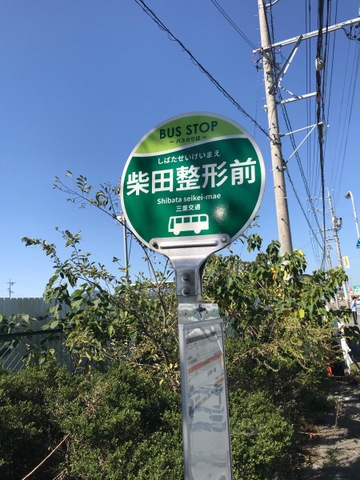 BUS STOP
ーバスのりばー
しばたせいけいまえ
柴田整形前
Shibata seikei-mae
三重交通